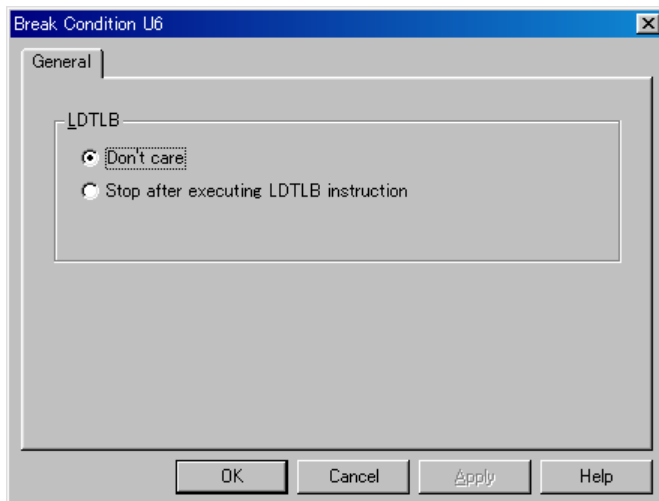 Break Condition U6
General
LDTLB
Don't care
Stop after executing LDTLB instruction
OK Cancel Apply Help